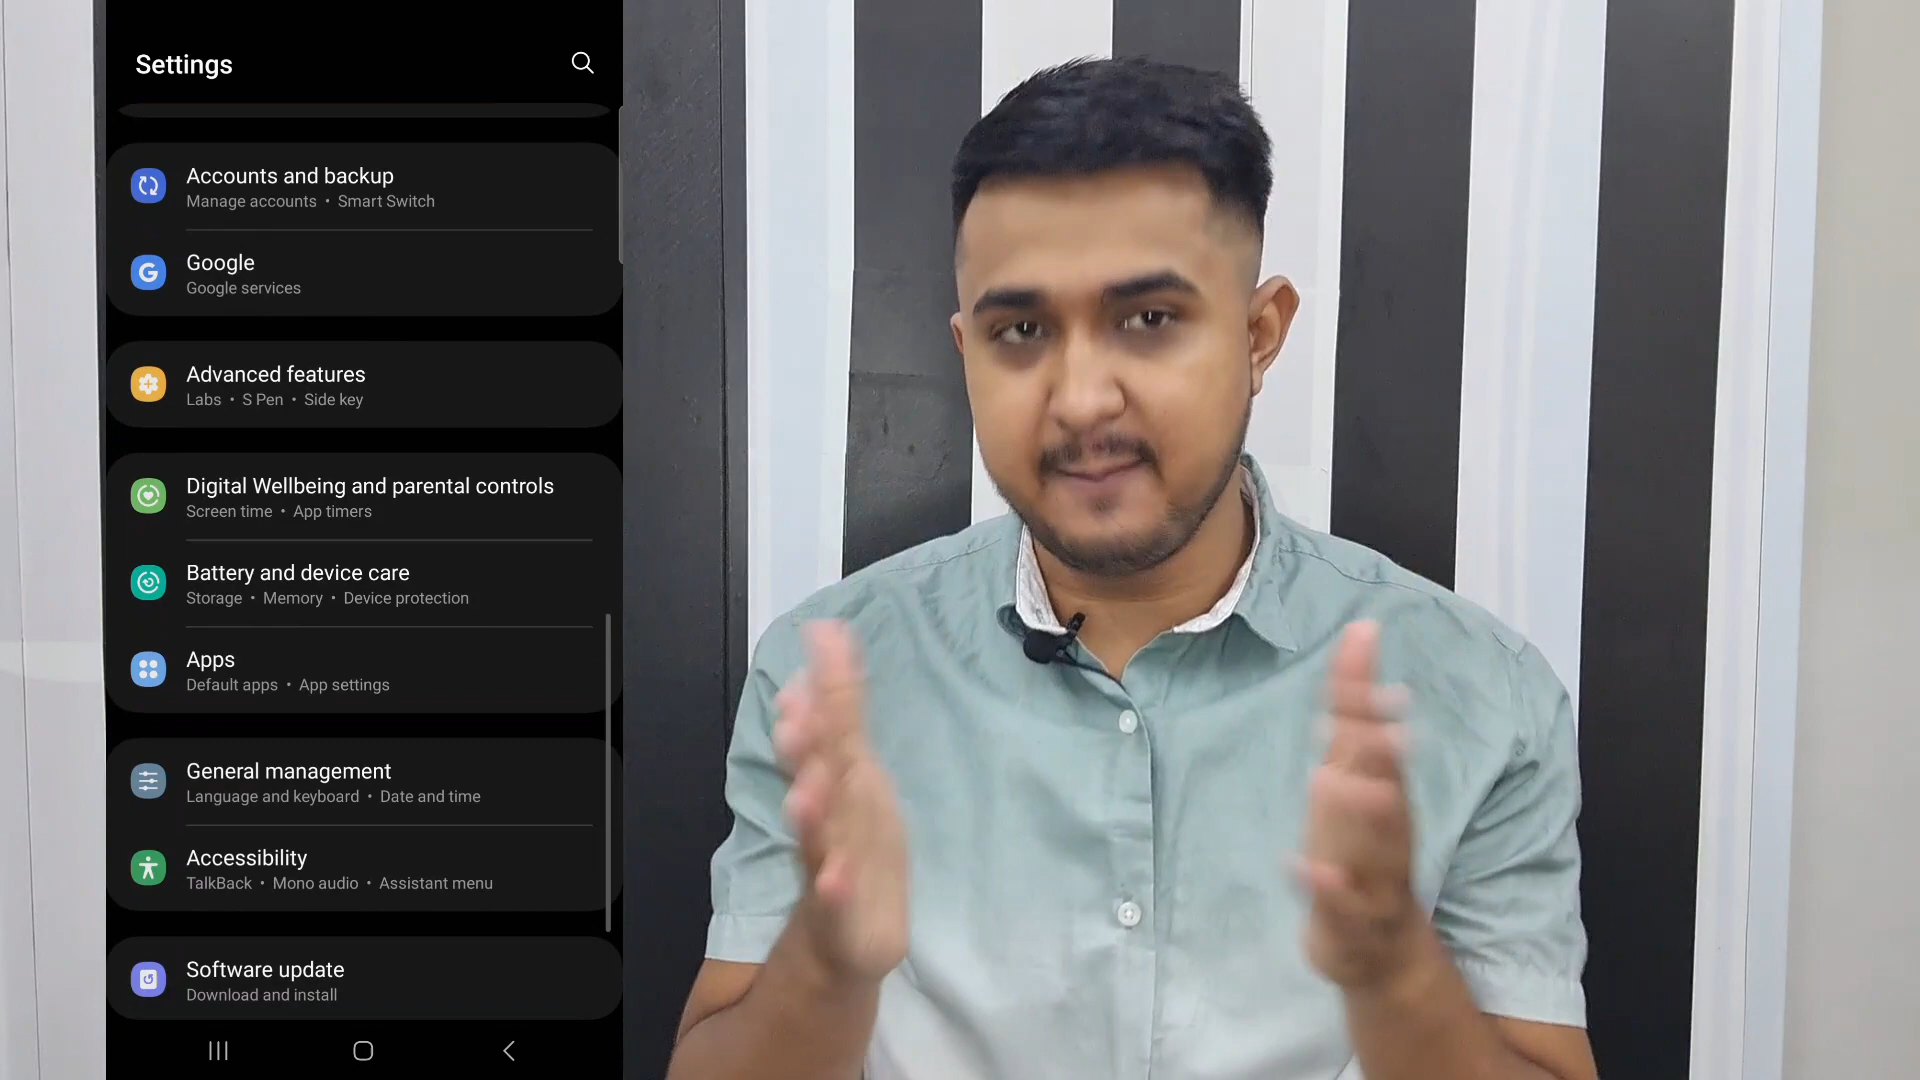 Settings
Accounts and backup
Manage accounts • Smart Switch
Google
Google services
Advanced features
Labs • S Pen • Side key
Digital Wellbeing and parental controls
Screen time • App timers
Battery and device care
Storage • Memory • Device protection
Apps
Default apps • App settings
General management
Language and keyboard • Date and time
Accessibility
TalkBack • Mono audio • Assistant menu
Software update
Download and install